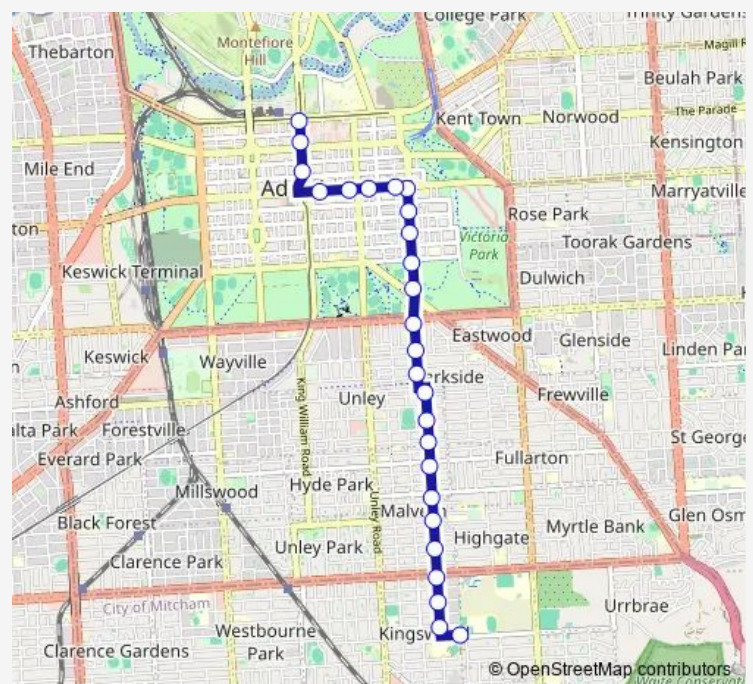 College Park
Trinity Gardens
Thebarton
Montefiore
Hill
Magill R
Beulah Park
The Parade
Kent Town
Norwood
Kensington
Mile End
Ad
Marryatville
ton
Rose Park
Victoria
Park
Toorak Gardens
Keswick Terminal
Dulwich
Eastwood
Glenside
Linden Par
Keswick
Wayville
rkside
King William Road
Unley
Frewville
Ashford
alta Park
Forestville
St George
Everard Park
Fullarton
Millswood
Hyde Park
Unley Road
Malvern
Glen Osm
Black Forest
Highgate
Myrtle Bank
Unley Park
Clarence Park
City of Mitcham
Urrbrae
Westbourne
Park
Kingsw
Clarence Gardens
© OpenStreetMap contributors